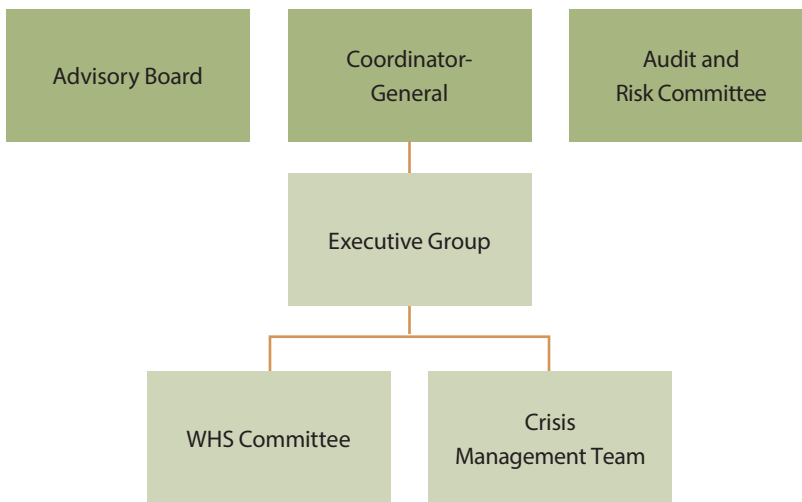 Advisory Board
Coordinator-
General
Audit and
Risk Committee
Executive Group
WHS Committee
Crisis
Management Team